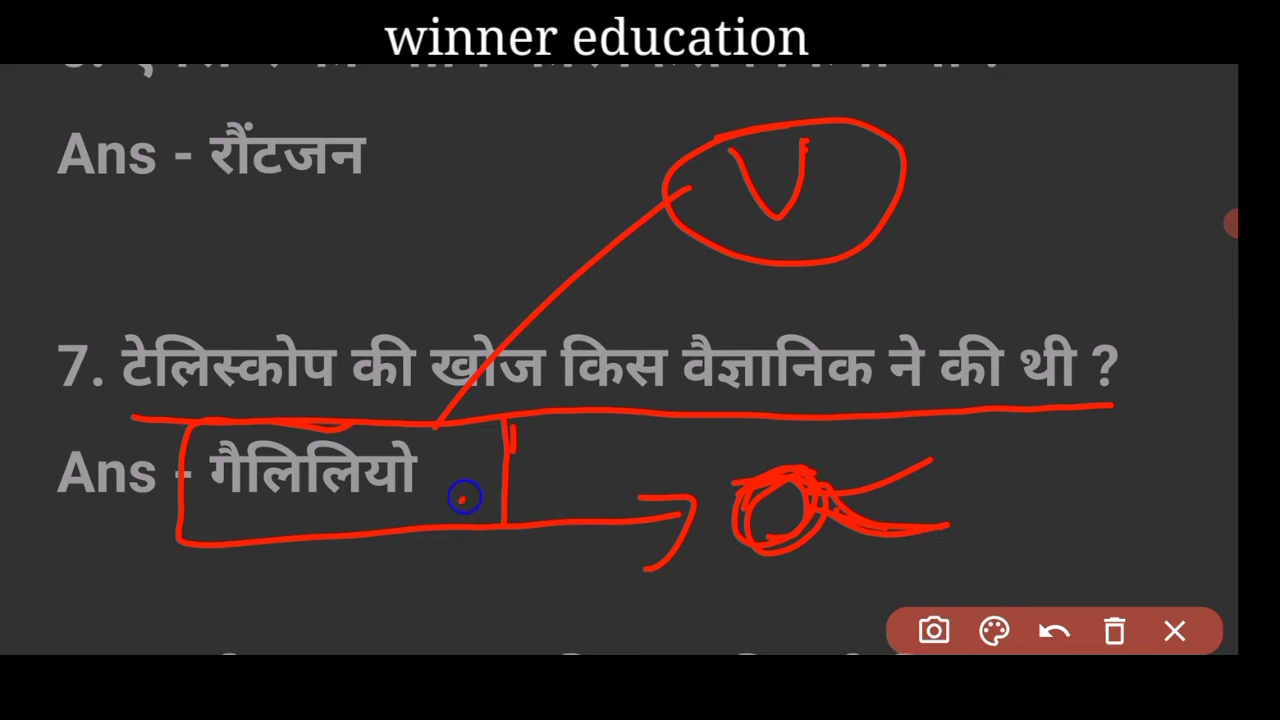 winner education
Ans - रौंटजन
V
7. टेलिस्कोप की खोज किस वैज्ञानिक ने की थी ?
Ans - गैलिलियो